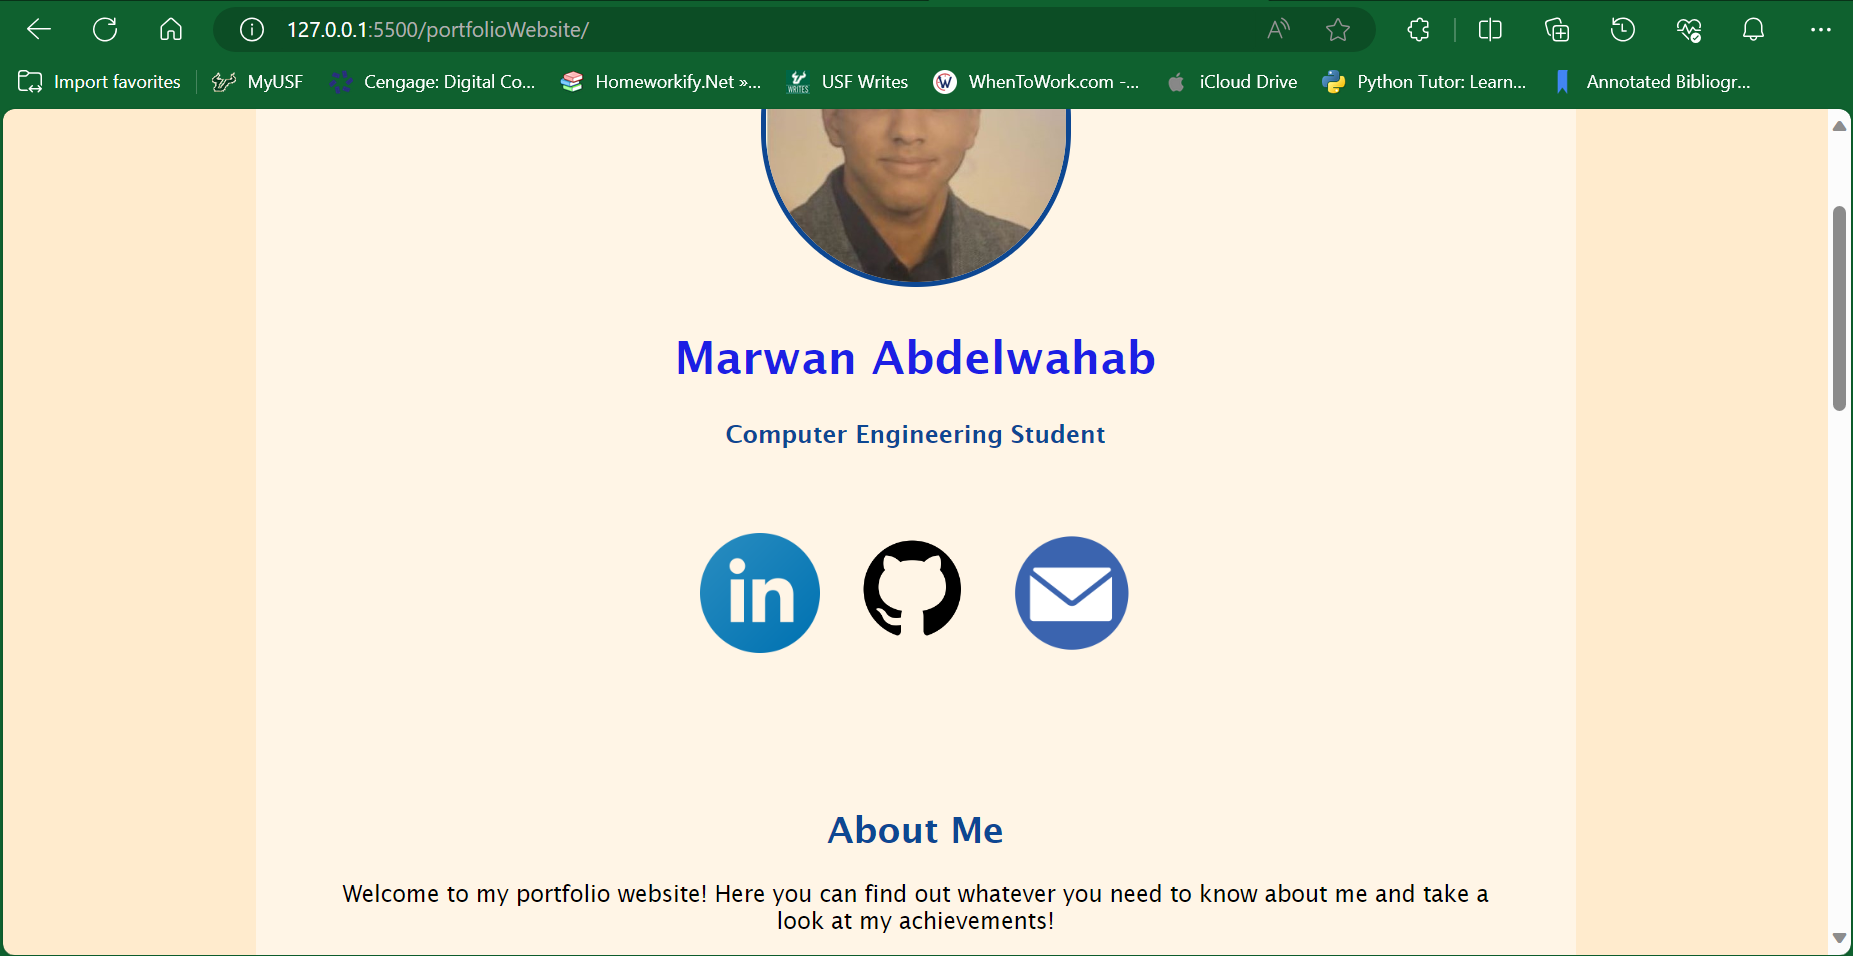 127.0.0.1:5500/portfolioWebsite/
Import favorites MyUSF Cengage: Digital Co... Homeworkify.Net »... USF Writes WhenToWork.com -... iCloud Drive Python Tutor: Learn... Annotated Bibliogr...
Marwan Abdelwahab
Computer Engineering Student
in
About Me
Welcome to my portfolio website! Here you can find out whatever you need to know about me and take a
look at my achievements!